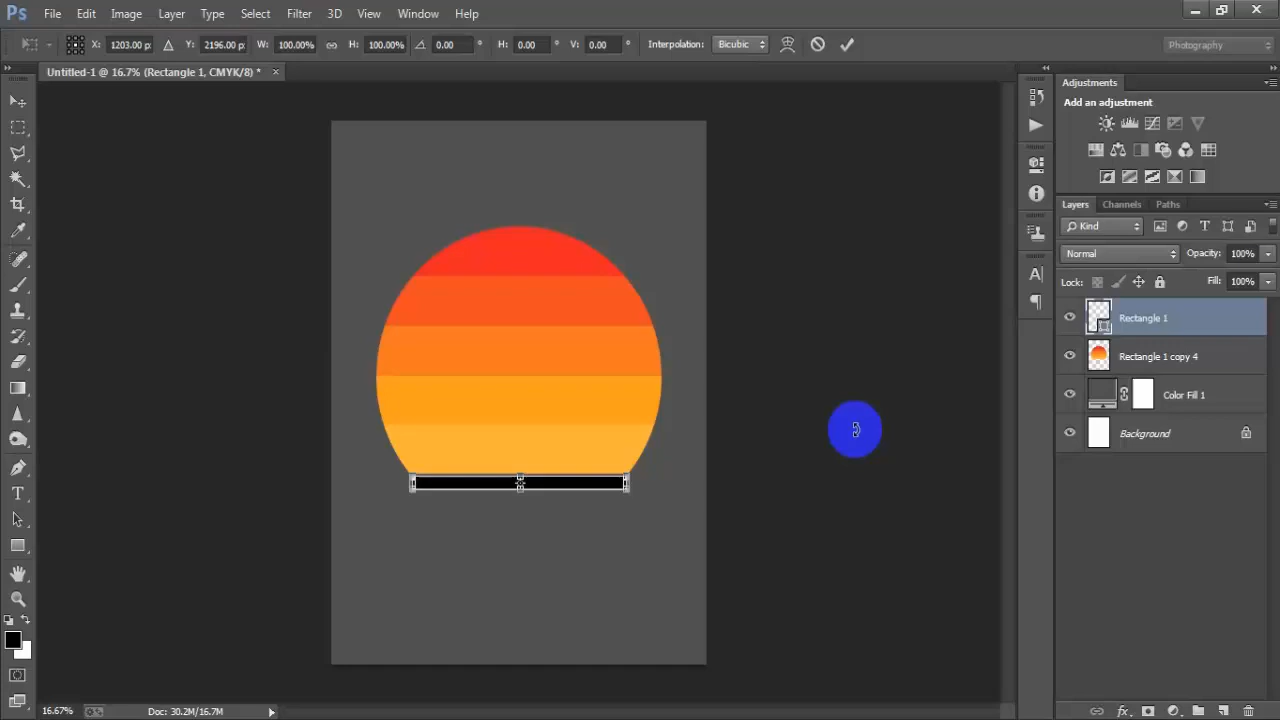 Ps File Edit Image Layer Type Select Filter 3D View Window Help
X: 1203.00 p: Y: 2196.00 p: W: 100.00% H: 100.00% 0.00 ° H: 0.00 ° V: 0.00 ° Interpolation: Bicubic Photography
Untitled-1 @ 16.7% (Rectangle 1, CMYK/8) * ×
Adjustments
Add an adjustment
Layers Channels Paths
Kind
Normal Opacity: 100%
Lock: Fill: 100%
Rectangle 1
Rectangle 1 copy 4
Color Fill 1
Background
16.67% Doc: 30.2M/16.7M